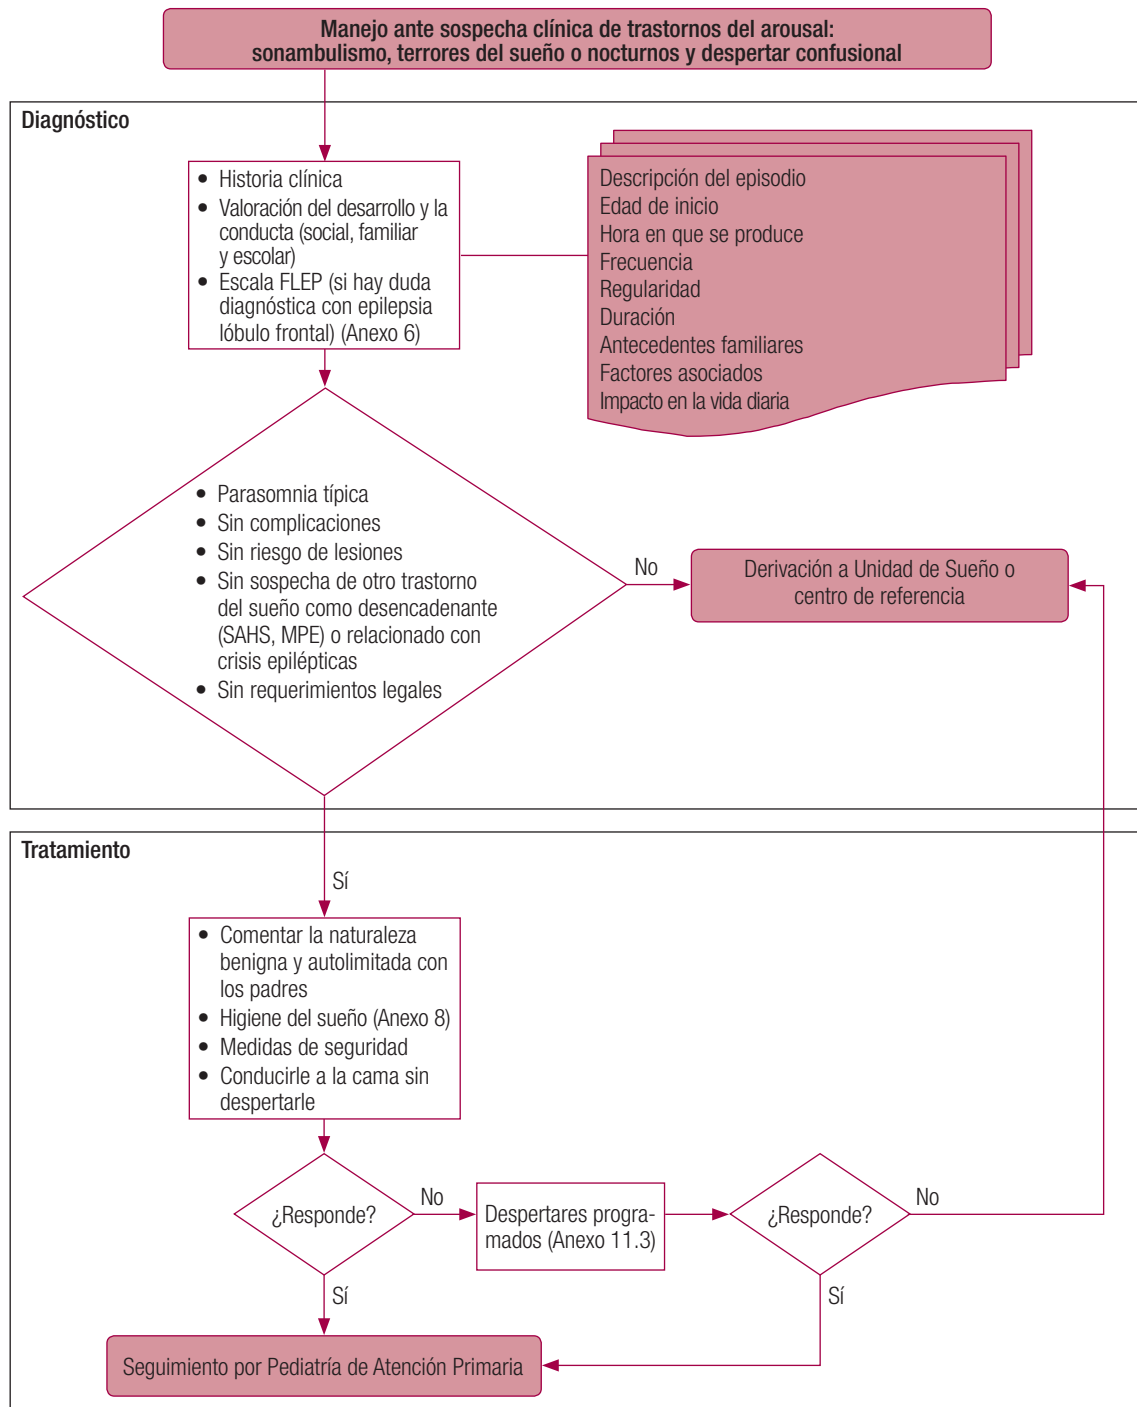 Manejo ante sospecha clínica de trastornos del arousal:
sonambulismo, terrores del sueño o nocturnos y despertar confusional
Diagnóstico
• Historia clínica
• Valoración del desarrollo y la
conducta (social, familiar
y escolar)
• Escala FLEP (si hay duda
diagnóstica con epilepsia
lóbulo frontal) (Anexo 6)
Descripción del episodio
Edad de inicio
Hora en que se produce
Frecuencia
Regularidad
Duración
Antecedentes familiares
Factores asociados
Impacto en la vida diaria
• Parasomnia típica
• Sin complicaciones
• Sin riesgo de lesiones
• Sin sospecha de otro trastorno
del sueño como desencadenante
(SAHS, MPE) o relacionado con
crisis epilépticas
• Sin requerimientos legales
No
Derivación a Unidad de Sueño o
centro de referencia
Tratamiento
Sí
• Comentar la naturaleza
benigna y autolimitada con
los padres
• Higiene del sueño (Anexo 8)
• Medidas de seguridad
• Conducirle a la cama sin
despertarle
¿Responde?
No
Despertares progra-
mados (Anexo 11.3)
¿Responde?
No
Sí
Sí
Seguimiento por Pediatría de Atención Primaria